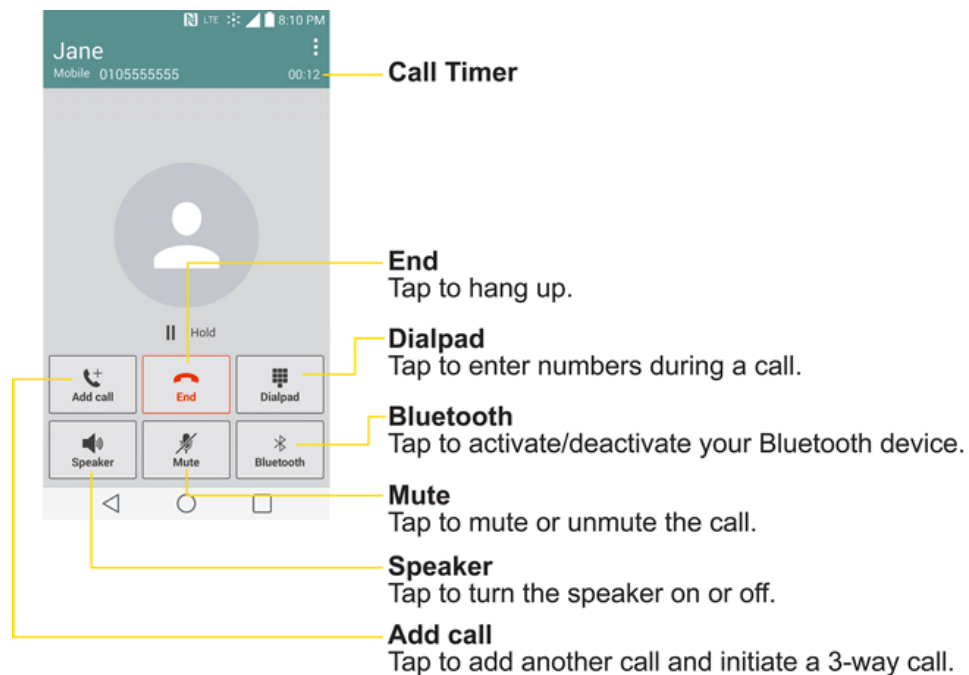 LTE 8:10 PM
Jane
Mobile 0105555555 00:12
Call Timer
End
Tap to hang up.
Hold
Dialpad
Tap to enter numbers during a call.
Add call End Dialpad
Bluetooth
Tap to activate/deactivate your Bluetooth device.
Speaker Mute Bluetooth
Mute
Tap to mute or unmute the call.
Speaker
Tap to turn the speaker on or off.
Add call
Tap to add another call and initiate a 3-way call.